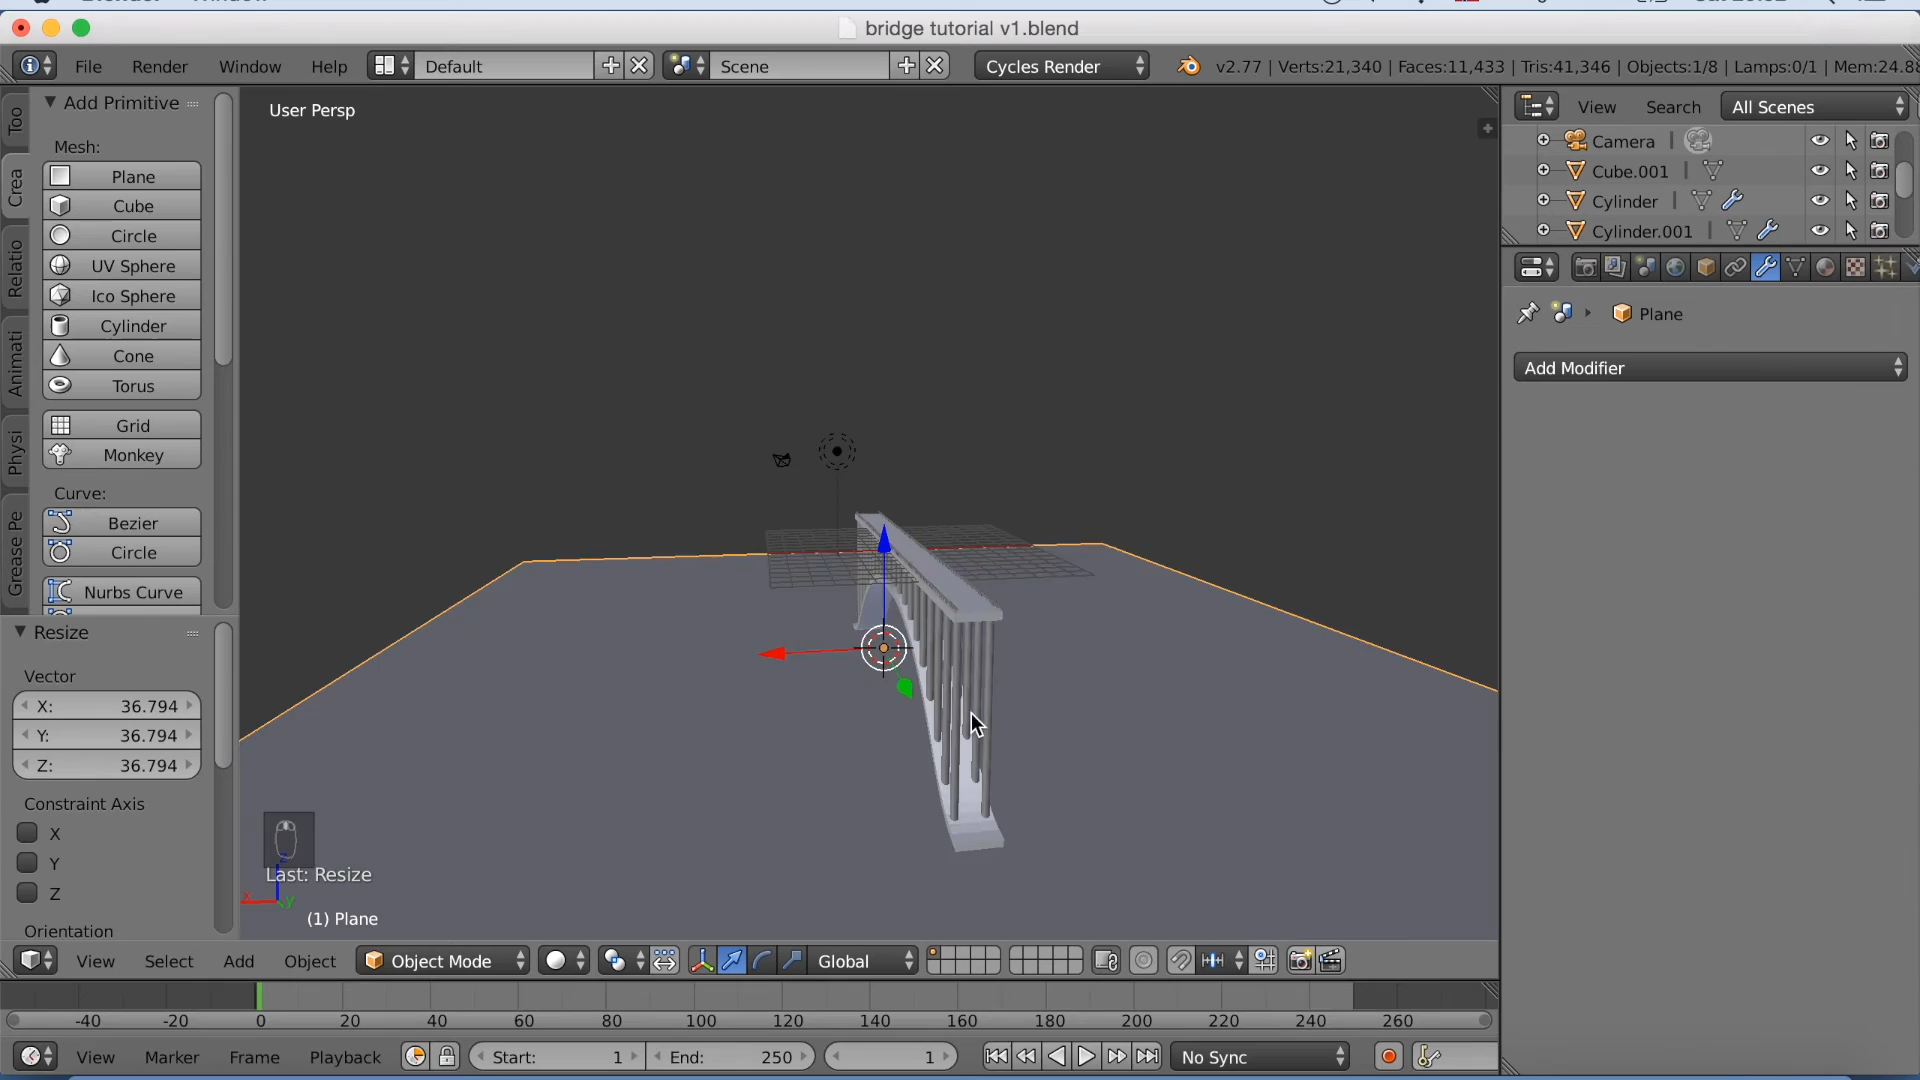 bridge tutorial v1.blend
File Render Window Help Default Scene Cycles Render v2.77 | Verts:21,340 | Faces:11,433 | Tris:41,346 | Objects:1/8 | Lamps:0/1 | Mem:24.8
Too
Crea
Relatio
Animati
Physi
Grease Pe
Add Primitive
Mesh:
Plane
Cube
Circle
UV Sphere
Ico Sphere
Cylinder
Cone
Torus
Grid
Monkey
Curve:
Bezier
Circle
Nurbs Curve
Resize
Vector
X: 36.794
Y: 36.794
Z: 36.794
Constraint Axis
X
Y
Z
Orientation
User Persp
Last: Resize
(1) Plane
View Search All Scenes
Camera
Cube.001
Cylinder
Cylinder.001
Plane
Add Modifier
View Select Add Object Object Mode Global
-40 -20 0 20 40 60 80 100 120 140 160 180 200 220 240 260
View Marker Frame Playback Start: 1 End: 250 1 No Sync